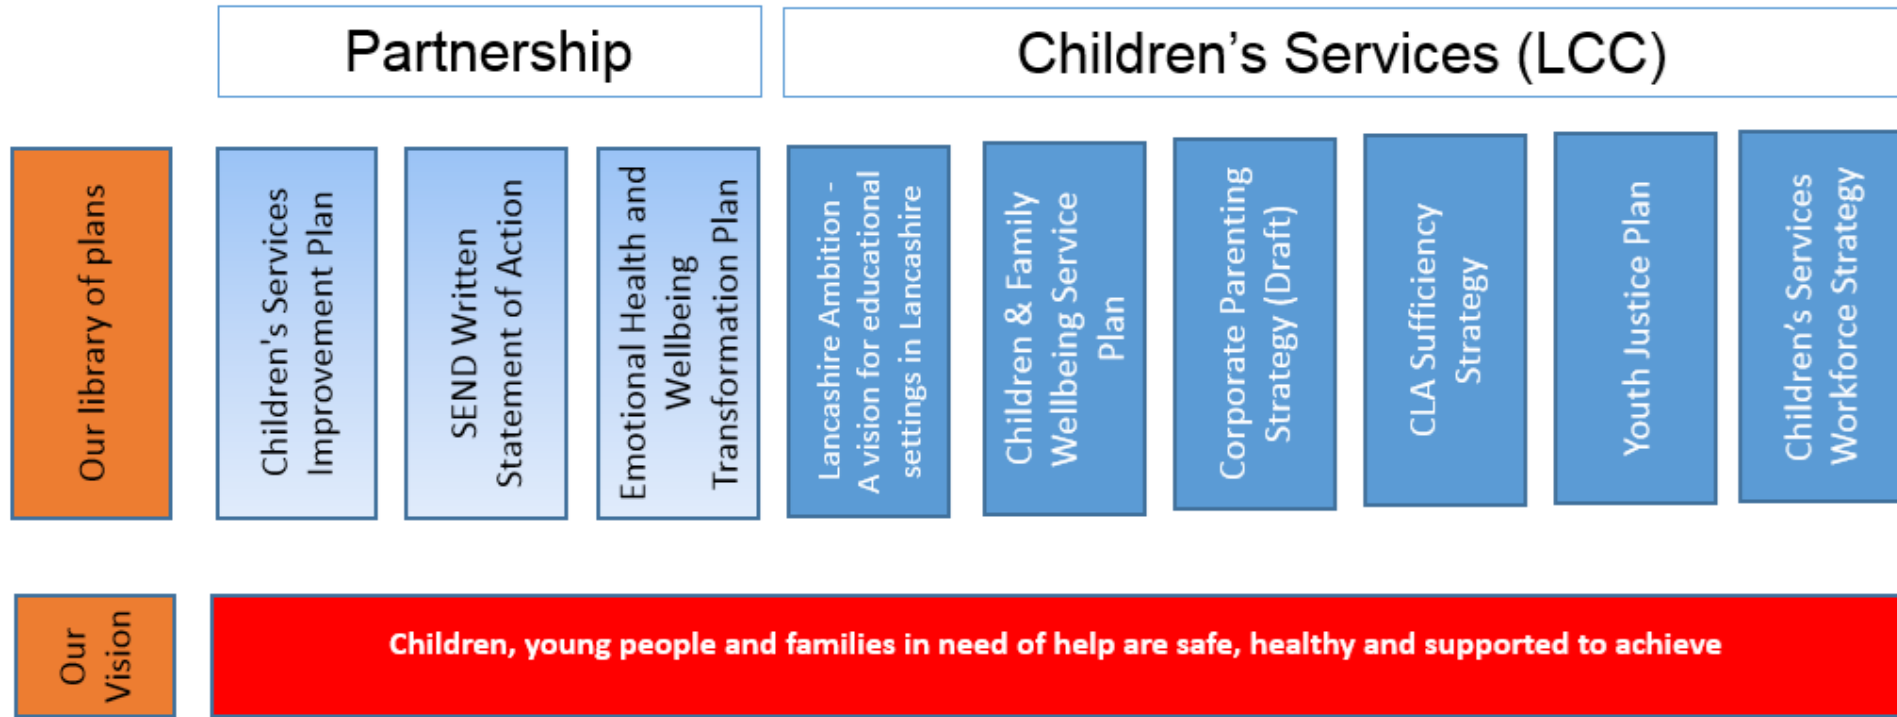 Partnership
Children’s Services (LCC)
Our library of plans
Children's Services
Improvement Plan
SEND Written
Statement of Action
Emotional Health and
Wellbeing
Transformation Plan
Lancashire Ambition -
A vision for educational
settings in Lancashire
Children & Family
Wellbeing Service
Plan
Corporate Parenting
Strategy (Draft)
CLA Sufficiency
Strategy
Youth Justice Plan
Children’s Services
Workforce Strategy
Our
Vision
Children, young people and families in need of help are safe, healthy and supported to achieve